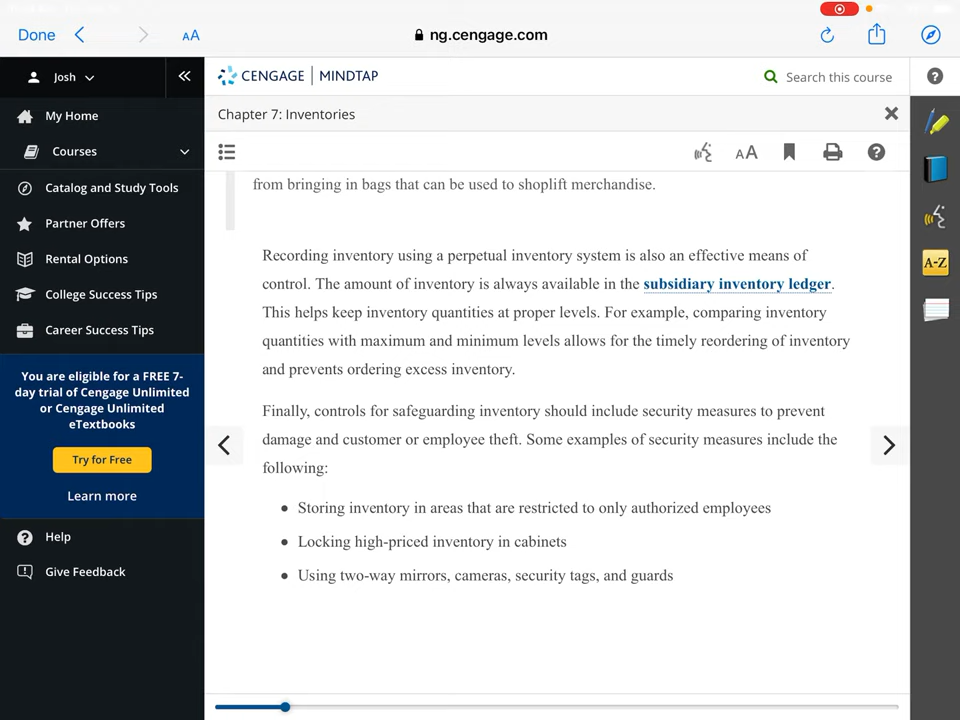 Done
AA
ng.cengage.com
Josh
CENGAGE | MINDTAP
Search this course
My Home
Chapter 7: Inventories
Courses
AA
Catalog and Study Tools
Partner Offers
Rental Options
College Success Tips
Career Success Tips
You are eligible for a FREE 7-
day trial of Cengage Unlimited
or Cengage Unlimited
eTextbooks
Try for Free
Learn more
Help
Give Feedback
from bringing in bags that can be used to shoplift merchandise.
Recording inventory using a perpetual inventory system is also an effective means of
control. The amount of inventory is always available in the subsidiary inventory ledger.
This helps keep inventory quantities at proper levels. For example, comparing inventory
quantities with maximum and minimum levels allows for the timely reordering of inventory
and prevents ordering excess inventory.
Finally, controls for safeguarding inventory should include security measures to prevent
damage and customer or employee theft. Some examples of security measures include the
following:
• Storing inventory in areas that are restricted to only authorized employees
• Locking high-priced inventory in cabinets
• Using two-way mirrors, cameras, security tags, and guards
A-Z